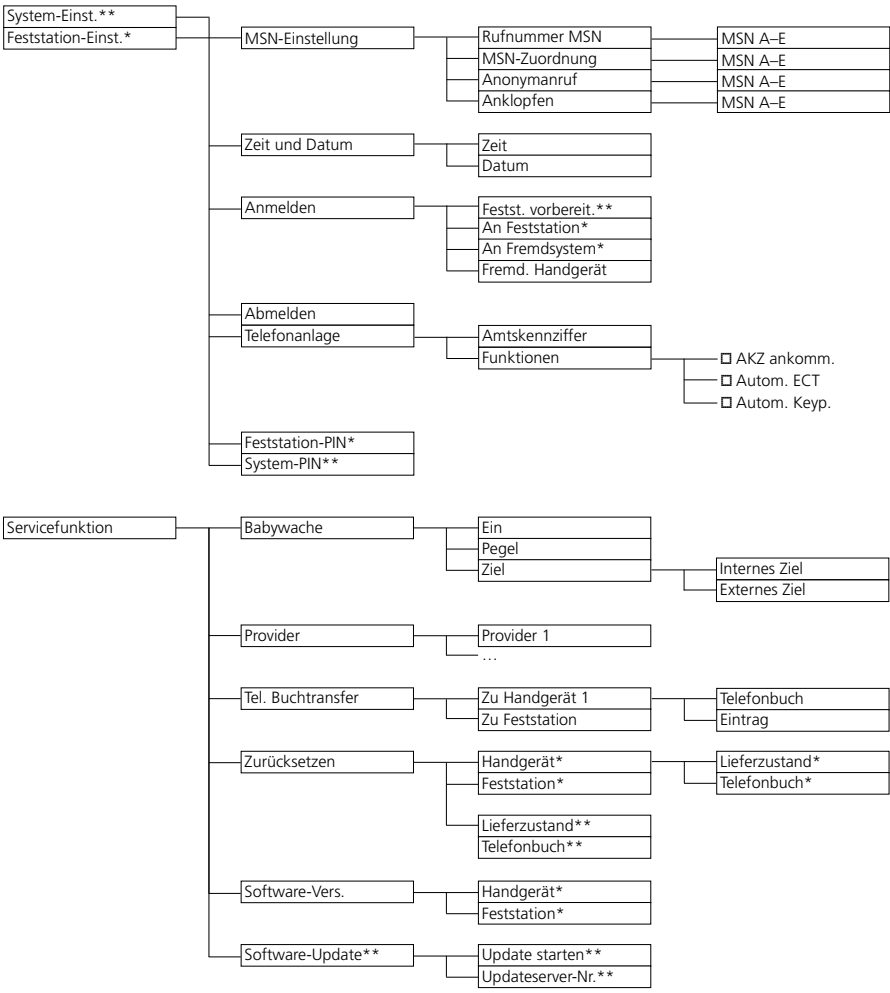 System-Einst.**
Feststation-Einst.*
MSN-Einstellung
Rufnummer MSN
MSN A–E
MSN-Zuordnung
MSN A–E
Anonymanruf
MSN A–E
Anklopfen
MSN A–E
Zeit und Datum
Zeit
Datum
Anmelden
Festst. vorbereit.**
An Feststation*
An Fremdsystem*
Fremd. Handgerät
Abmelden
Telefonanlage
Amtskennziffer
Funktionen
AKZ ankomm.
Autom. ECT
Autom. Keyp.
Feststation-PIN*
System-PIN**
Servicefunktion
Babywache
Ein
Pegel
Ziel
Internes Ziel
Externes Ziel
Provider
Provider 1
…
Tel. Buchtransfer
Zu Handgerät 1
Telefonbuch
Zu Feststation
Eintrag
Zurücksetzen
Handgerät*
Lieferzustand*
Feststation*
Telefonbuch*
Lieferzustand**
Telefonbuch**
Software-Vers.
Handgerät*
Feststation*
Software-Update**
Update starten**
Updateserver-Nr.**